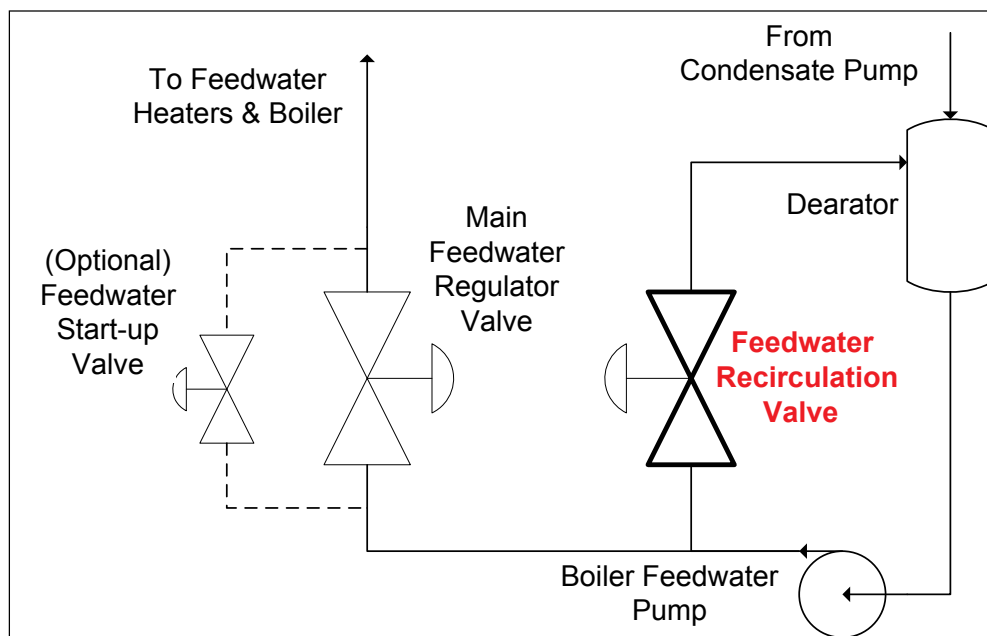 To Feedwater
Heaters & Boiler
From
Condensate Pump
Dearator
Main
Feedwater
Regulator
Valve
(Optional)
Feedwater
Start-up
Valve
Feedwater
Recirculation
Valve
Boiler Feedwater
Pump